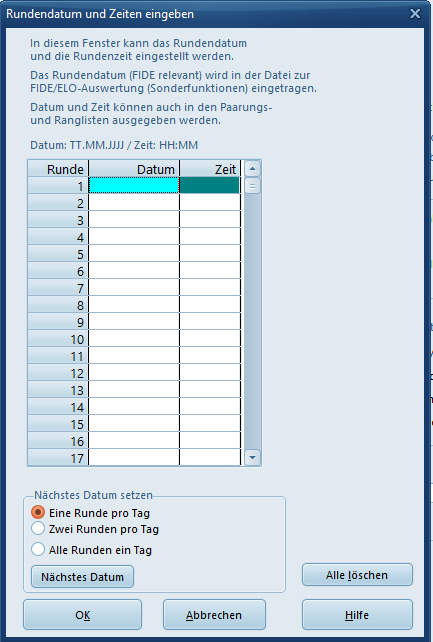 Rundendatum und Zeiten eingeben
In diesem Fenster kann das Rundendatum
und die Rundenzeit eingestellt werden.
Das Rundendatum (FIDE relevant) wird in der Datei zur
FIDE/ELO-Auswertung (Sonderfunktionen) eingetragen.
Datum und Zeit können auch in den Paarungs-
und Ranglisten ausgegeben werden.
Datum: TT.MM.JJJJ / Zeit: HH:MM
Runde Datum Zeit
1
2
3
4
5
6
7
8
9
10
11
12
13
14
15
16
17
Nächstes Datum setzen
Eine Runde pro Tag
Zwei Runden pro Tag
Alle Runden ein Tag
Nächstes Datum
Alle löschen
OK Abbrechen Hilfe